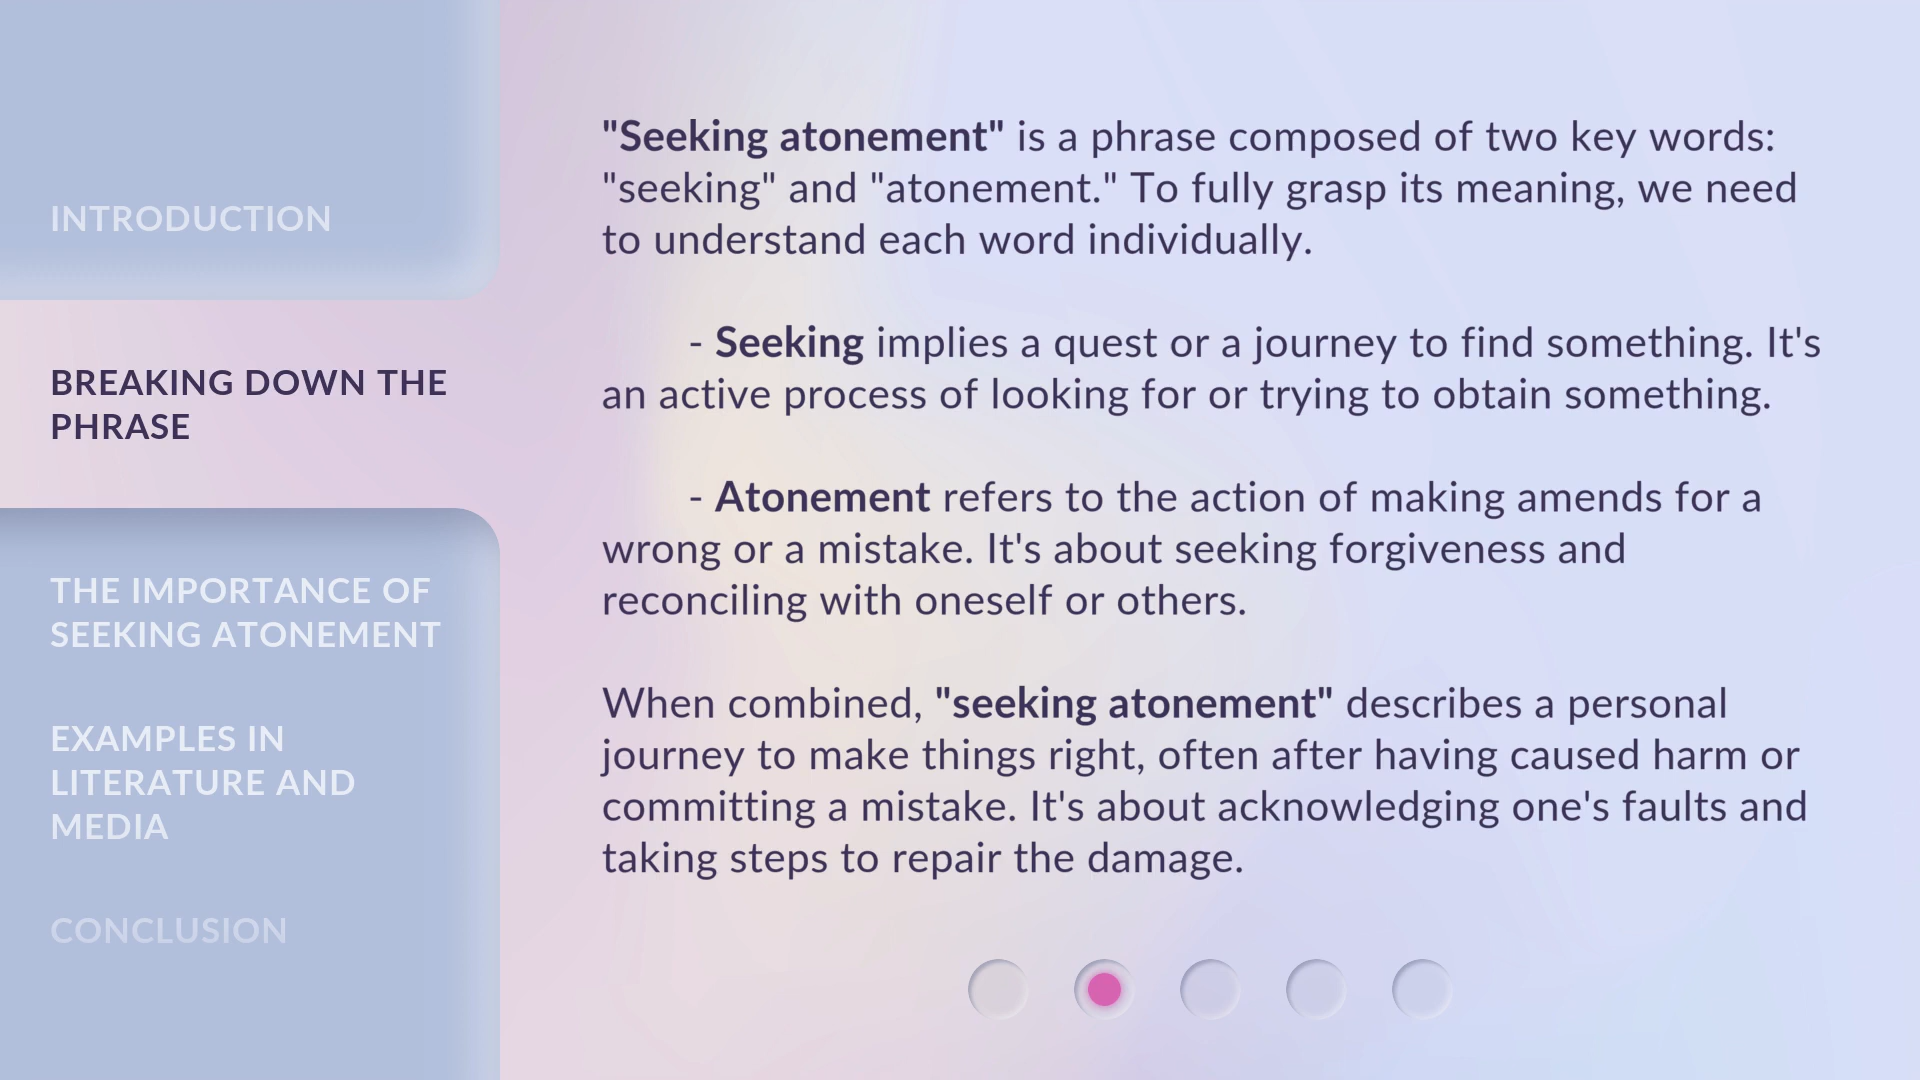 INTRODUCTION
BREAKING DOWN THE
PHRASE
THE IMPORTANCE OF
SEEKING ATONEMENT
EXAMPLES IN
LITERATURE AND
MEDIA
CONCLUSION
"Seeking atonement" is a phrase composed of two key words:
"seeking" and "atonement." To fully grasp its meaning, we need
to understand each word individually.
- Seeking implies a quest or a journey to find something. It's
an active process of looking for or trying to obtain something.
- Atonement refers to the action of making amends for a
wrong or a mistake. It's about seeking forgiveness and
reconciling with oneself or others.
When combined, "seeking atonement" describes a personal
journey to make things right, often after having caused harm or
committing a mistake. It's about acknowledging one's faults and
taking steps to repair the damage.